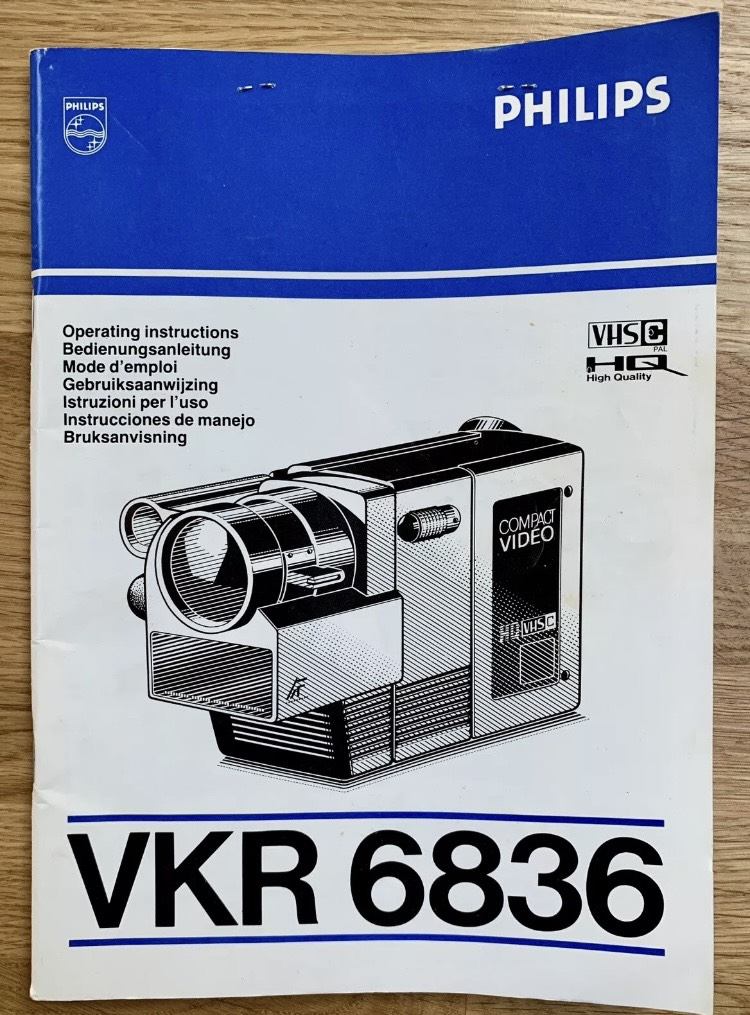 PHILIPS
PHILIPS
Operating instructions
Bedienungsanleitung
Mode d'emploi
Gebruiksaanwijzing
Istruzioni per l'uso
Instrucciones de manejo
Bruksanvisning
VHS C
PAL
HQ
High Quality
COMPACT
VIDEO
HQ VHS C
VKR 6836